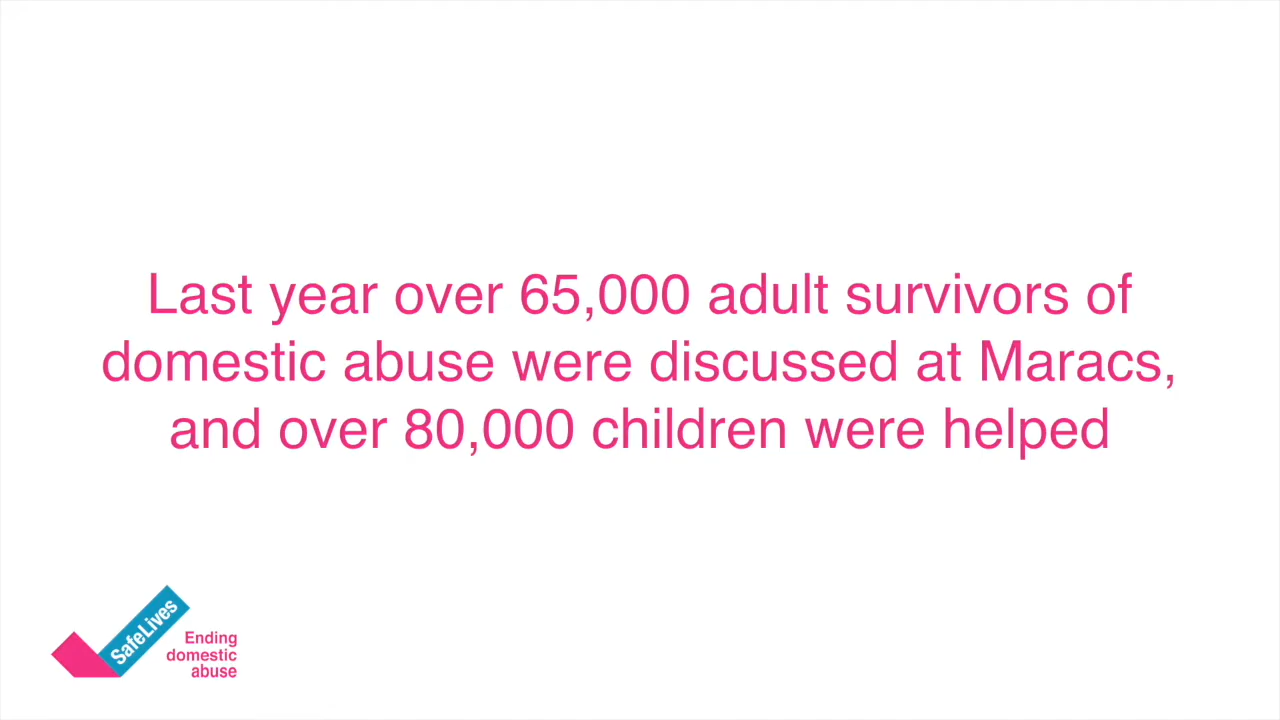 Last year over 65,000 adult survivors of
domestic abuse were discussed at Maracs,
and over 80,000 children were helped
SafeLives
Ending
domestic
abuse